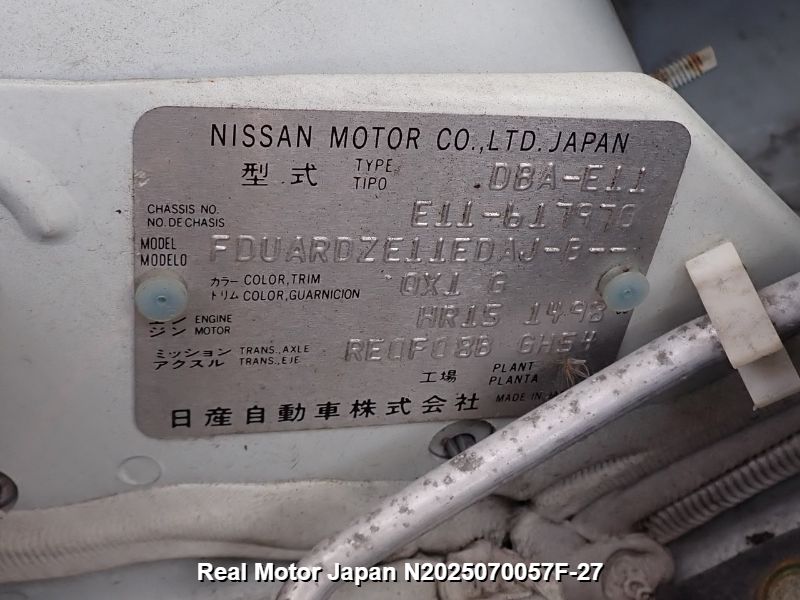 NISSAN MOTOR CO.,LTD. JAPAN
型式 TYPE TIPO DBA-E11
CHASSIS NO. NO. DE CHASIS E11-617970
MODEL MODELO FDUARDZE11EDAJ-B--
カラー COLOR,TRIM トリム COLOR,GUARNICION QX1 G
ジン ENGINE MOTOR HR15 1498
ミッション TRANS.,AXLE アクスル TRANS.,EJE RE0F08B GH54
工場 PLANT PLANTA
日産自動車株式会社 MADE IN
Real Motor Japan N2025070057F-27